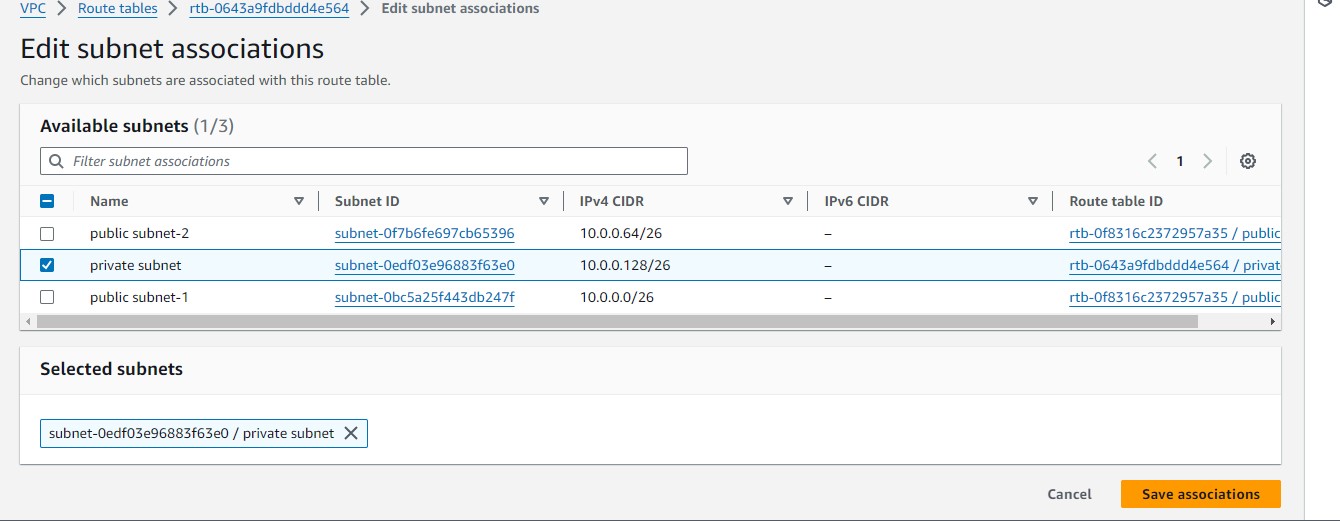 VPC > Route tables > rtb-0643a9fdbddd4e564 > Edit subnet associations
Edit subnet associations
Change which subnets are associated with this route table.
Available subnets (1/3)
Filter subnet associations
1
Name Subnet ID IPv4 CIDR IPv6 CIDR Route table ID
public subnet-2 subnet-0f7b6fe697cb65396 10.0.0.64/26 – rtb-0f8316c2372957a35 / public
private subnet subnet-0edf03e96883f63e0 10.0.0.128/26 – rtb-0643a9fdbddd4e564 / privat
public subnet-1 subnet-0bc5a25f443db247f 10.0.0.0/26 – rtb-0f8316c2372957a35 / public
Selected subnets
subnet-0edf03e96883f63e0 / private subnet
Cancel Save associations